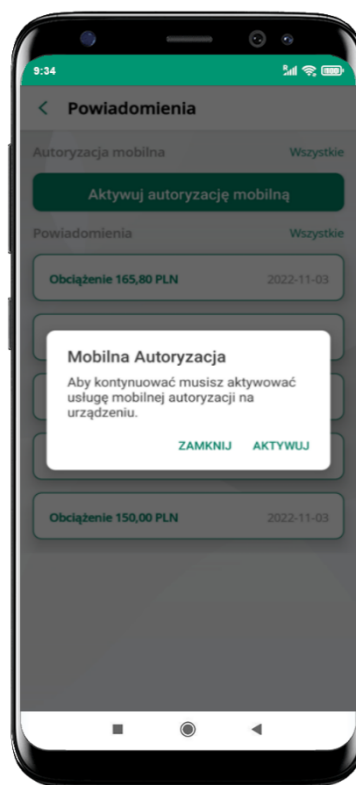 9:34
Powiadomienia
Autoryzacja mobilna Wszystkie
Aktywuj autoryzację mobilną
Powiadomienia Wszystkie
Obciążenie 165,80 PLN 2022-11-03
Mobilna Autoryzacja
Aby kontynuować musisz aktywować
usługę mobilnej autoryzacji na
urządzeniu.
ZAMKNIJ AKTYWUJ
Obciążenie 150,00 PLN 2022-11-03